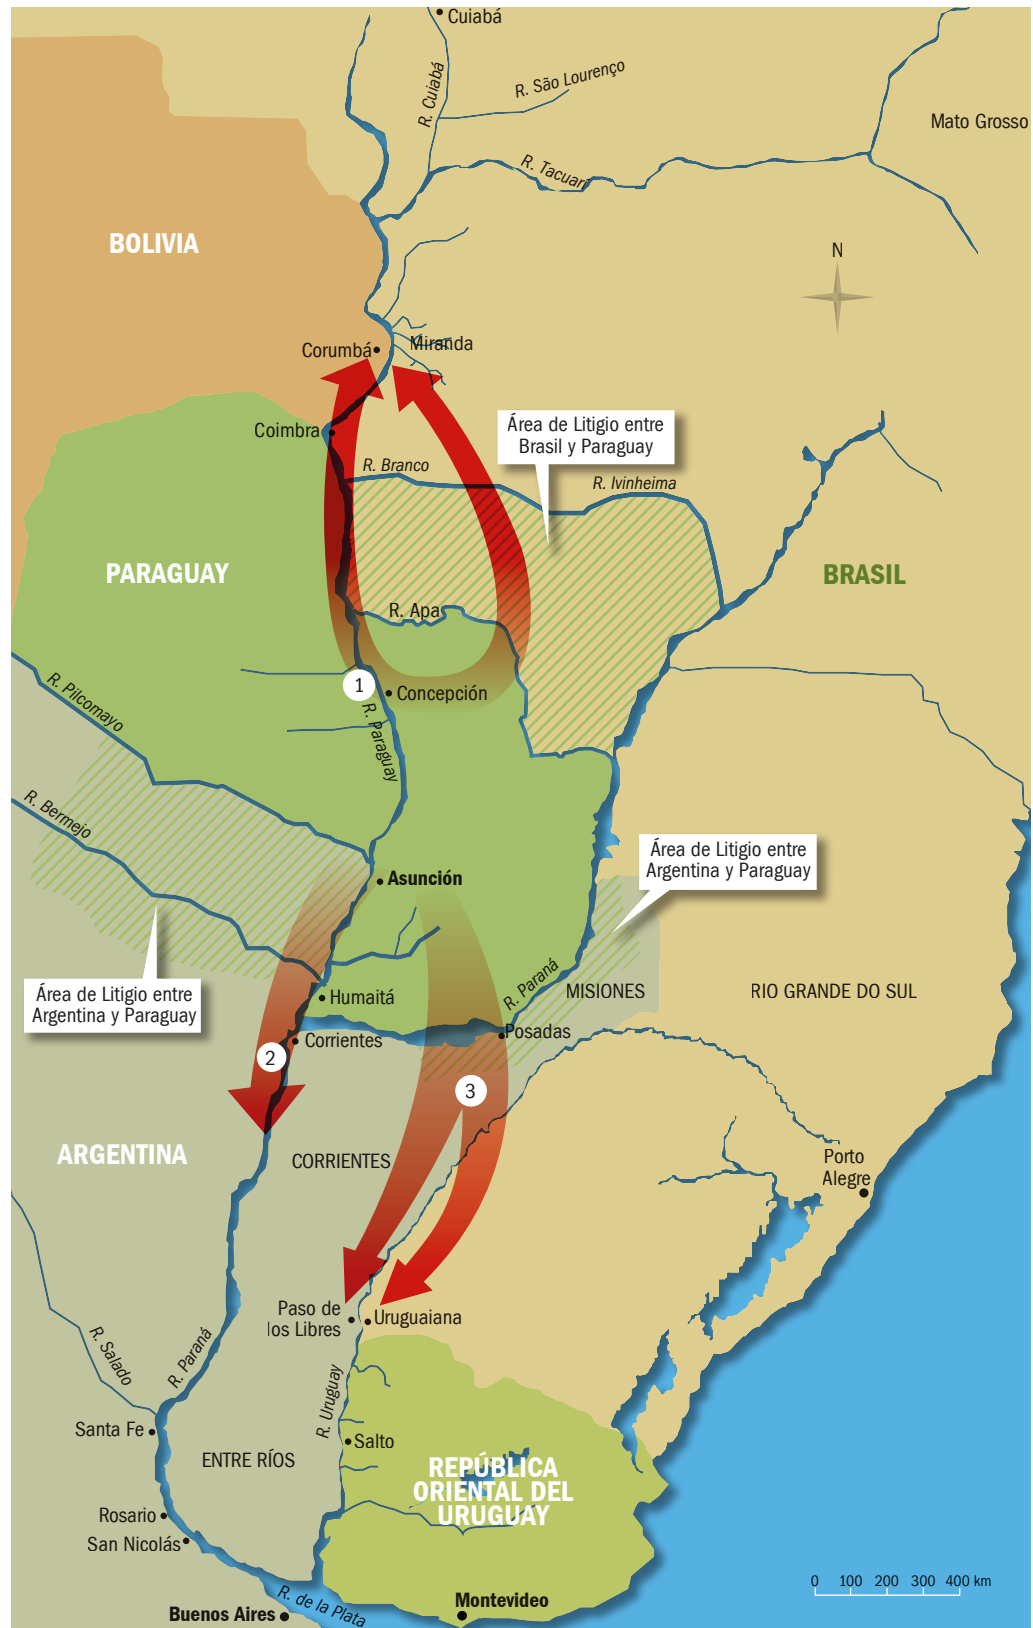 Cuiabá
R. Cuiabá
R. São Lourenço
Mato Grosso
R. Tacuari
BOLIVIA
N
Corumbá
Miranda
Coimbra
Área de Litigio entre
Brasil y Paraguay
R. Branco
R. Ivinheima
PARAGUAY
BRASIL
R. Apa
R. Pilcomayo
1
Concepción
R. Paraguay
R. Bermejo
Área de Litigio entre
Argentina y Paraguay
Asunción
Área de Litigio entre
Argentina y Paraguay
Humaitá
R. Paraná
MISIONES
RIO GRANDE DO SUL
Corrientes
Posadas
2
3
ARGENTINA
CORRIENTES
Porto
Alegre
Paso de
los Libres
Uruguaiana
R. Salado
R. Paraná
R. Uruguay
Santa Fe
Salto
ENTRE RÍOS
REPÚBLICA
ORIENTAL DEL
URUGUAY
Rosario
San Nicolás
0 100 200 300 400 km
R. de la Plata
Buenos Aires
Montevideo